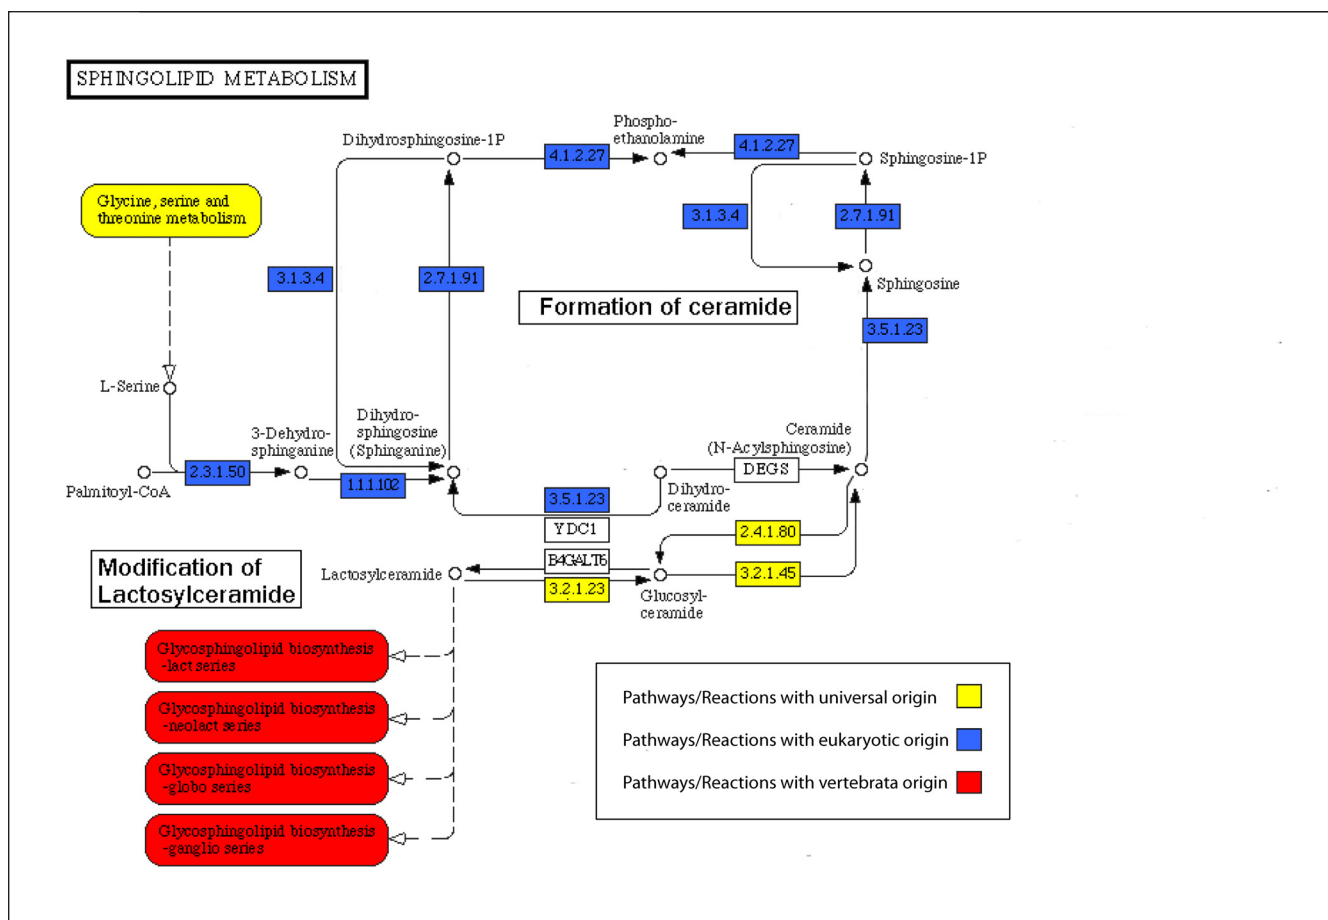 SPHINGOLIPID METABOLISM
Phospho-
ethanolamine
Dihydrosphingosine-1P
4.1.2.27
4.1.2.27
Sphingosine-1P
Glycine, serine and
threonine metabolism
3.1.3.4
2.7.1.91
3.1.3.4
2.7.1.91
Sphingosine
Formation of ceramide
3.5.1.23
L-Serine
3-Dehydro-
sphinganine
Dihydro-
sphingosine
(Sphinganine)
Ceramide
(N-Acylsphingosine)
2.3.1.50
DEGS
Palmitoyl-CoA
1.1.1.102
3.5.1.23
Dihydro-
ceramide
YDC1
2.4.1.80
B4GALT6
Modification of
Lactosylceramide
Lactosylceramide
3.2.1.23
Glucosyl-
ceramide
3.2.1.45
Glycosphingolipid biosynthesis
-lact series
Glycosphingolipid biosynthesis
-neolact series
Glycosphingolipid biosynthesis
-globo series
Glycosphingolipid biosynthesis
-ganglio series
Pathways/Reactions with universal origin
Pathways/Reactions with eukaryotic origin
Pathways/Reactions with vertebrata origin